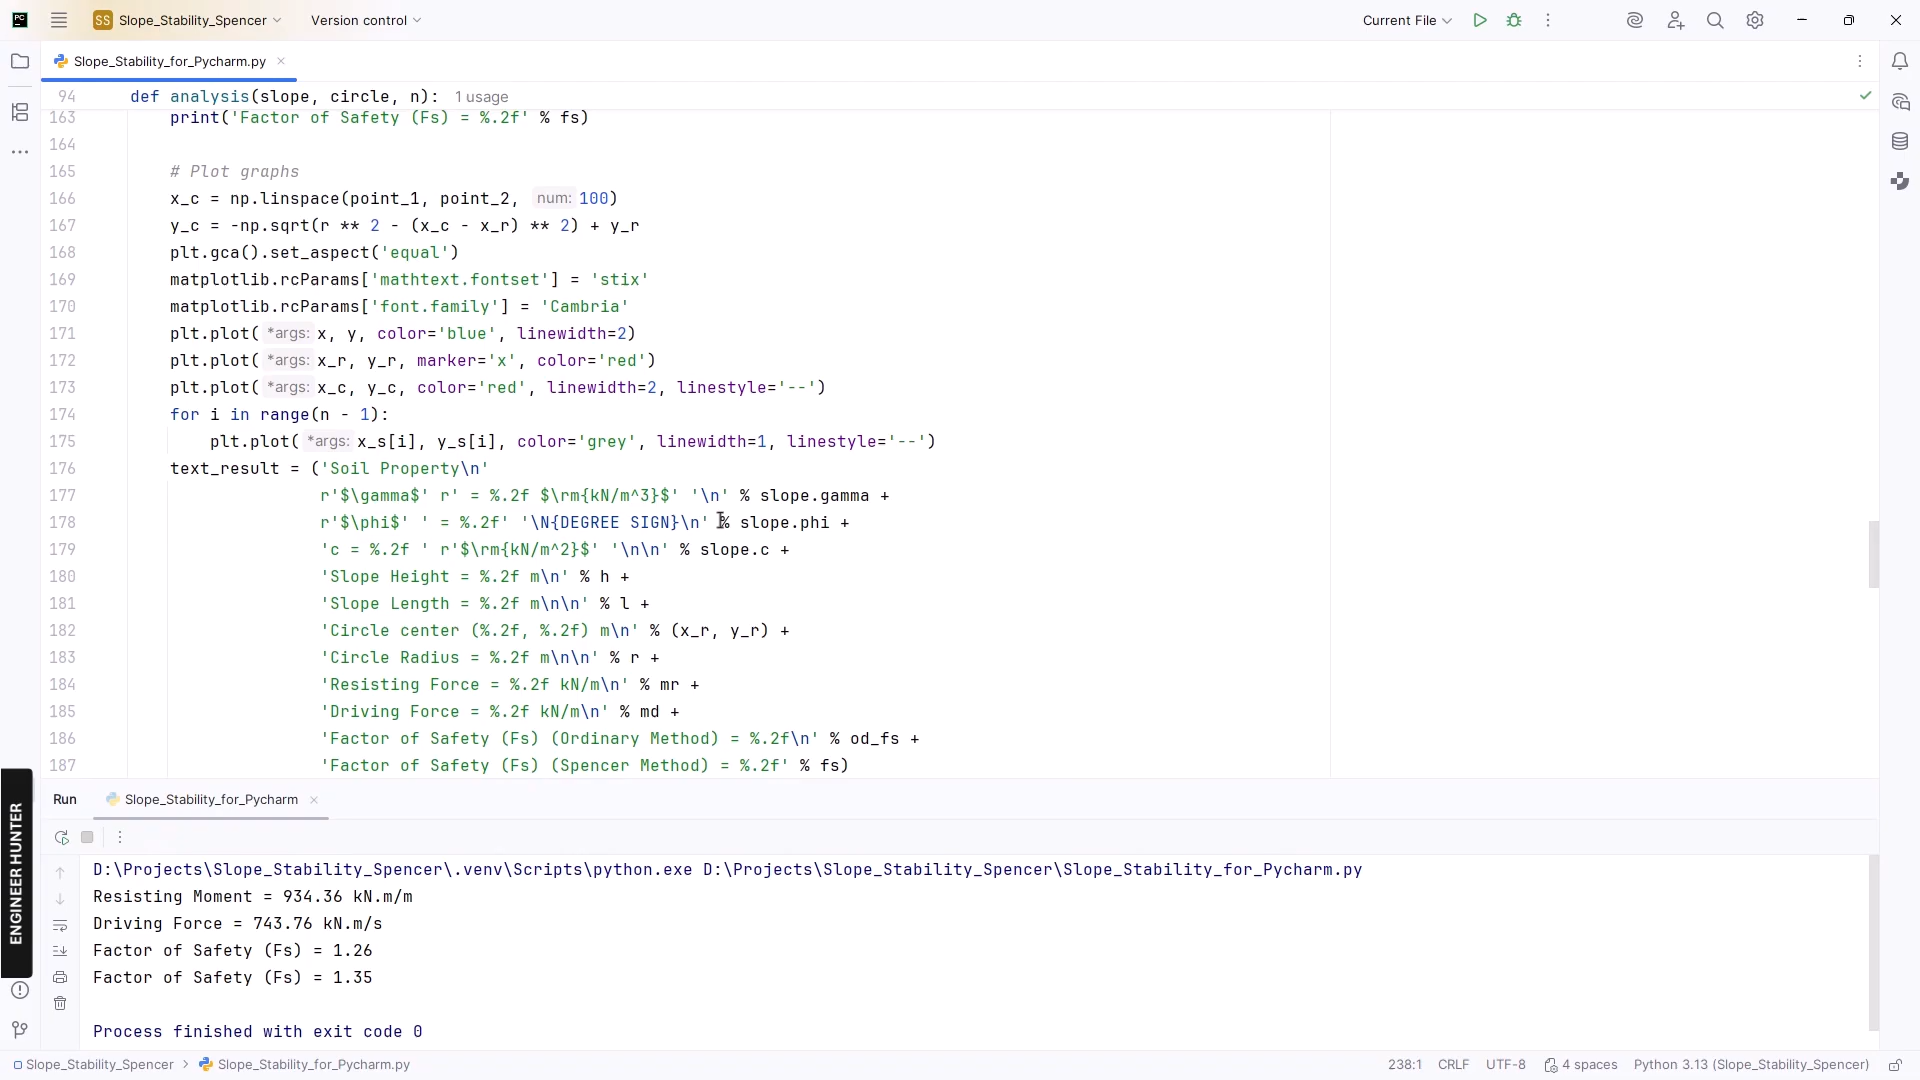 PC
SS Slope_Stability_Spencer
Version control
Current File
Slope_Stability_for_Pycharm.py
94 def analysis(slope, circle, n): 1 usage
163 print('Factor of Safety (Fs) = %.2f' % fs)
164
165 # Plot graphs
166 x_c = np.linspace(point_1, point_2, num: 100)
167 y_c = -np.sqrt(r ** 2 - (x_c - x_r) ** 2) + y_r
168 plt.gca().set_aspect('equal')
169 matplotlib.rcParams['mathtext.fontset'] = 'stix'
170 matplotlib.rcParams['font.family'] = 'Cambria'
171 plt.plot( *args: x, y, color='blue', linewidth=2)
172 plt.plot( *args: x_r, y_r, marker='x', color='red')
173 plt.plot( *args: x_c, y_c, color='red', linewidth=2, linestyle='--')
174 for i in range(n - 1):
175 plt.plot( *args: x_s[i], y_s[i], color='grey', linewidth=1, linestyle='--')
176 text_result = ('Soil Property\n'
177 r'$\gamma$' r' = %.2f $\rm{kN/m^3}$' '\n' % slope.gamma +
178 r'$\phi$' ' = %.2f' '\N{DEGREE SIGN}\n' % slope.phi +
179 'c = %.2f ' r'$\rm{kN/m^2}$' '\n\n' % slope.c +
180 'Slope Height = %.2f m\n' % h +
181 'Slope Length = %.2f m\n\n' % l +
182 'Circle center (%.2f, %.2f) m\n' % (x_r, y_r) +
183 'Circle Radius = %.2f m\n\n' % r +
184 'Resisting Force = %.2f kN/m\n' % mr +
185 'Driving Force = %.2f kN/m\n' % md +
186 'Factor of Safety (Fs) (Ordinary Method) = %.2f\n' % od_fs +
187 'Factor of Safety (Fs) (Spencer Method) = %.2f' % fs)
ENGINEER HUNTER
Run Slope_Stability_for_Pycharm
D:\Projects\Slope_Stability_Spencer\.venv\Scripts\python.exe D:\Projects\Slope_Stability_Spencer\Slope_Stability_for_Pycharm.py
Resisting Moment = 934.36 kN.m/m
Driving Force = 743.76 kN.m/s
Factor of Safety (Fs) = 1.26
Factor of Safety (Fs) = 1.35
Process finished with exit code 0
Slope_Stability_Spencer > Slope_Stability_for_Pycharm.py
238:1 CRLF UTF-8 4 spaces Python 3.13 (Slope_Stability_Spencer)